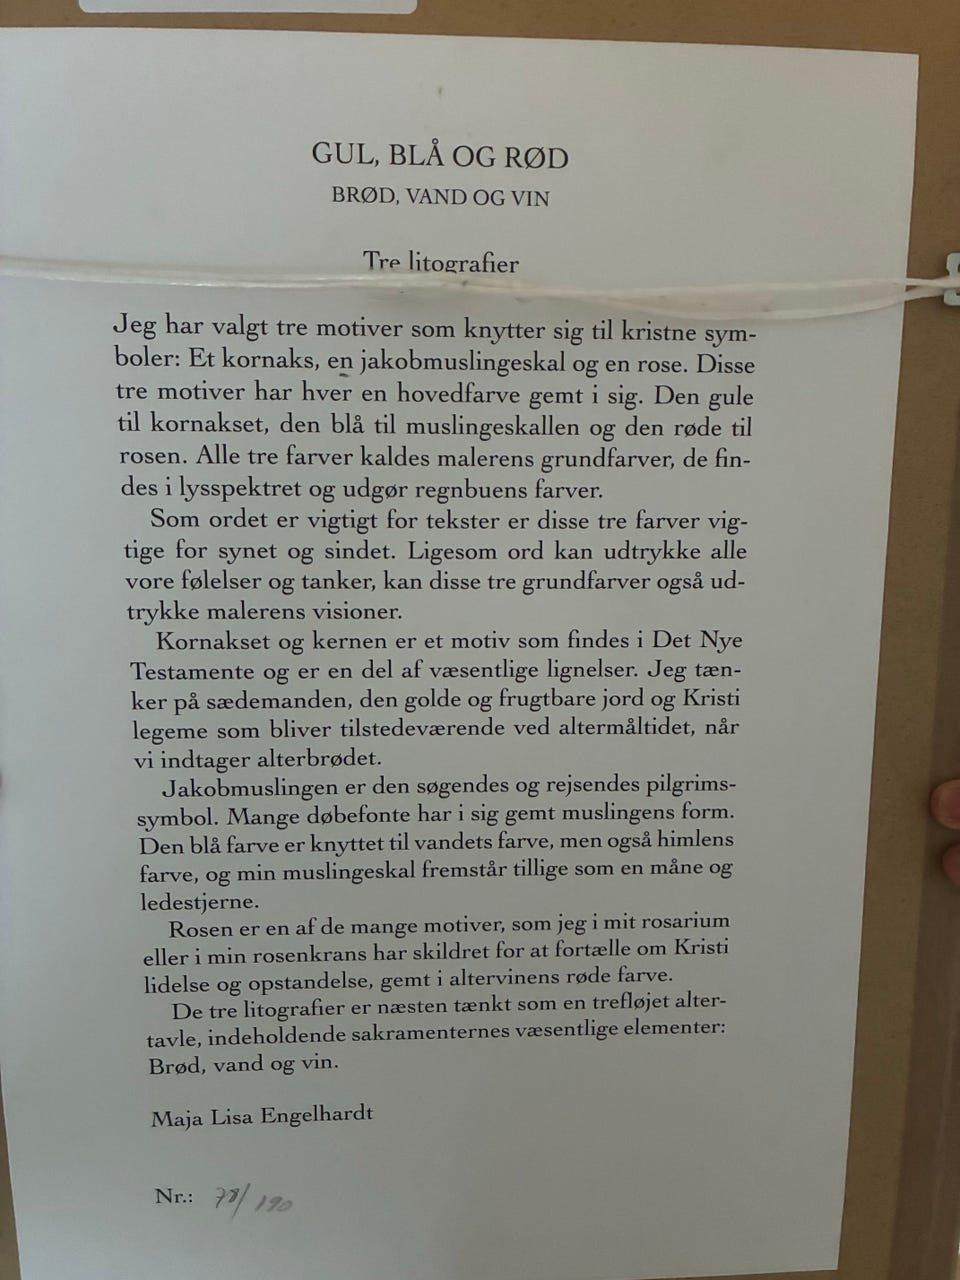 GUL, BLÅ OG RØD
BRØD, VAND OG VIN
Tre litografier
Jeg har valgt tre motiver som knytter sig til kristne sym-
boler: Et kornaks, en jakobmuslingeskal og en rose. Disse
tre motiver har hver en hovedfarve gemt i sig. Den gule
til kornakset, den blå til muslingeskallen og den røde til
rosen. Alle tre farver kaldes malerens grundfarver, de fin-
des i lysspektret og udgør regnbuens farver.
Som ordet er vigtigt for tekster er disse tre farver vig-
tige for synet og sindet. Ligesom ord kan udtrykke alle
vore følelser og tanker, kan disse tre grundfarver også ud-
trykke malerens visioner.
Kornakset og kernen er et motiv som findes i Det Nye
Testamente og er en del af væsentlige lignelser. Jeg tæn-
ker på sædemanden, den golde og frugtbare jord og Kristi
legeme som bliver tilstedeværende ved altermåltidet, når
vi indtager alterbrødet.
Jakobmuslingen er den søgendes og rejsendes pilgrims-
symbol. Mange døbefonte har i sig gemt muslingens form.
Den blå farve er knyttet til vandets farve, men også himlens
farve, og min muslingeskal fremstår tillige som en måne og
ledestjerne.
Rosen er en af de mange motiver, som jeg i mit rosarium
eller i min rosenkrans har skildret for at fortælle om Kristi
lidelse og opstandelse, gemt i altervinens røde farve.
De tre litografier er næsten tænkt som en trefløjet alter-
tavle, indeholdende sakramenternes væsentlige elementer:
Brød, vand og vin.
Maja Lisa Engelhardt
Nr.: 78/190